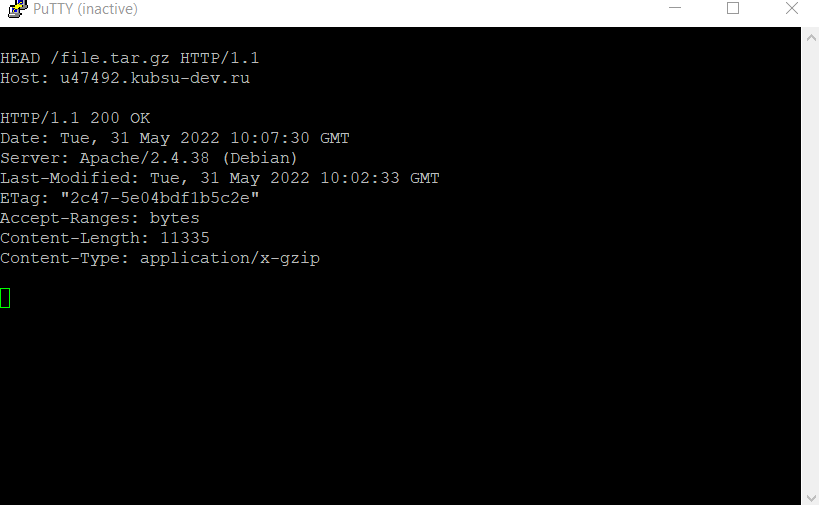 PuTTY (inactive)
HEAD /file.tar.gz HTTP/1.1
Host: u47492.kubsu-dev.ru
HTTP/1.1 200 OK
Date: Tue, 31 May 2022 10:07:30 GMT
Server: Apache/2.4.38 (Debian)
Last-Modified: Tue, 31 May 2022 10:02:33 GMT
ETag: "2c47-5e04bdf1b5c2e"
Accept-Ranges: bytes
Content-Length: 11335
Content-Type: application/x-gzip